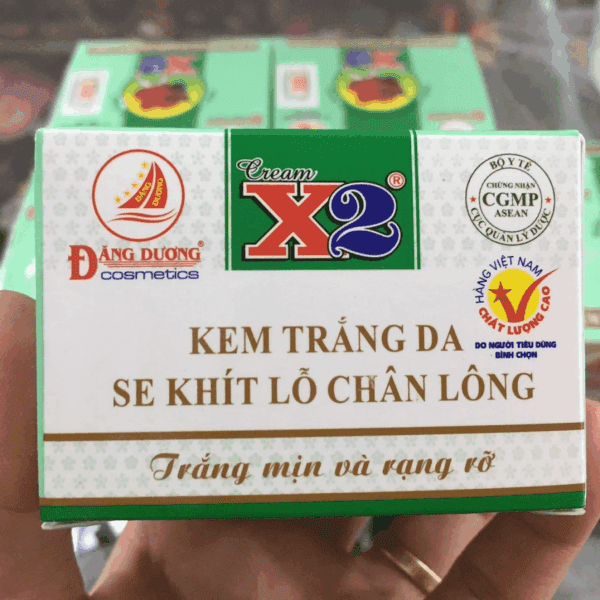 ĐĂNG DƯƠNG
ĐĂNG DƯƠNG®
COSMETICS
Cream
X2®
BỘ Y TẾ
CHỨNG NHẬN
CGMP
ASEAN
CỤC QUẢN LÝ DƯỢC
HÀNG VIỆT NAM
CHẤT LƯỢNG CAO
DO NGƯỜI TIÊU DÙNG
BÌNH CHỌN
KEM TRẮNG DA
SE KHÍT LỖ CHÂN LÔNG
Trắng mịn và rạng rỡ